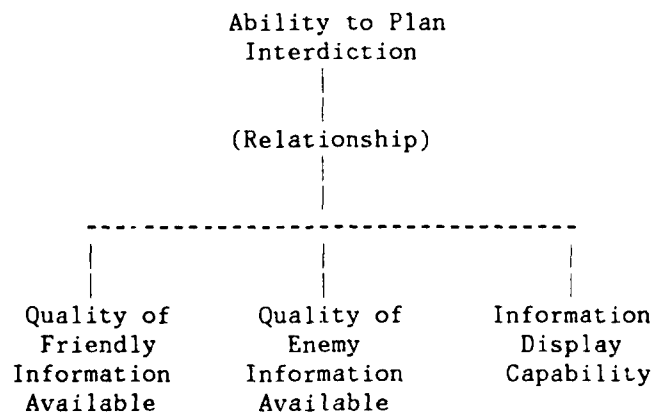 Ability to Plan
Interdiction
(Relationship)
Quality of Quality of Information
Friendly Enemy Display
Information Information Capability
Available Available